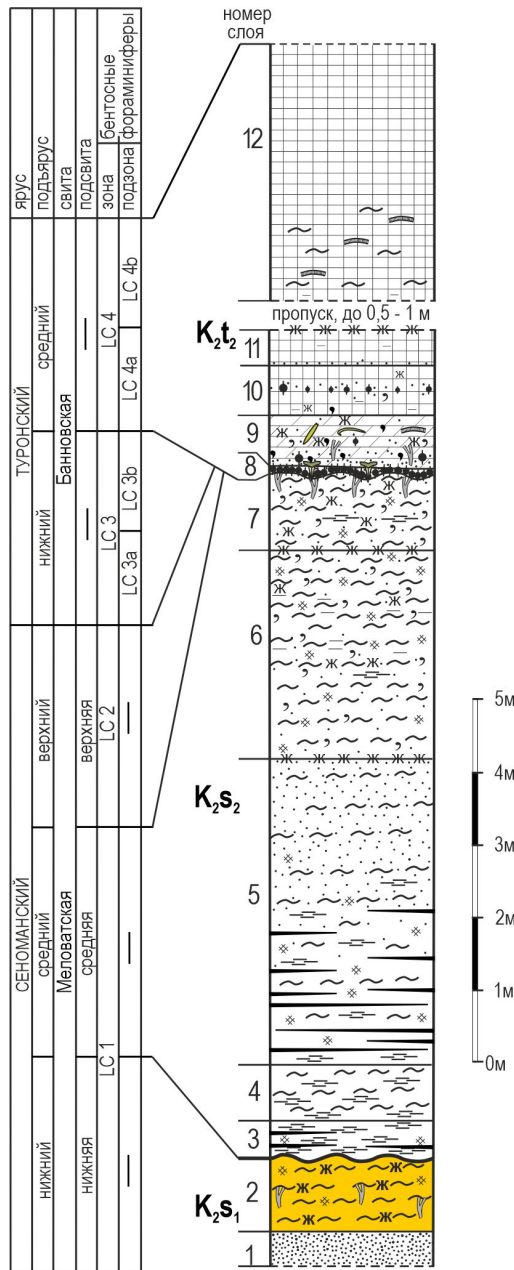 номер
слоя
ярус
подъярус
свита
подсвита
бентосные
фораминиферы
зона
подзона
ТУРОНСКИЙ
средний
нижний
Банновская
LC 4
LC 4b
LC 4a
LC 3
LC 3b
LC 3a
СЕНОМАНСКИЙ
верхний
средний
нижний
Меловатская
верхняя
средняя
нижняя
LC 2
LC 1
12
пропуск, до 0,5 - 1 м
K₂t₂
11
10
9
8
7
6
K₂s₂
5
4
3
2
K₂s₁
1
5м
4м
3м
2м
1м
0м